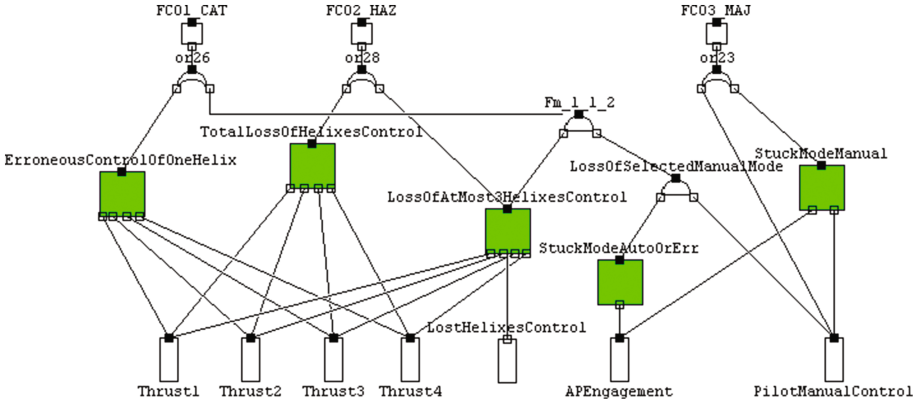 FC01_CAT
FC02_HAZ
FC03_MAJ
or26
or28
or23
Fm_1_1_2
TotalLossOfHelixesControl
ErroneousControlOfOneHelix
LossOfSelectedManualMode
StuckModeManual
LossOfAtMost3HelixesControl
StuckModeAutoOrErr
LostHelixesControl
Thrust1
Thrust2
Thrust3
Thrust4
APEngagement
PilotManualControl